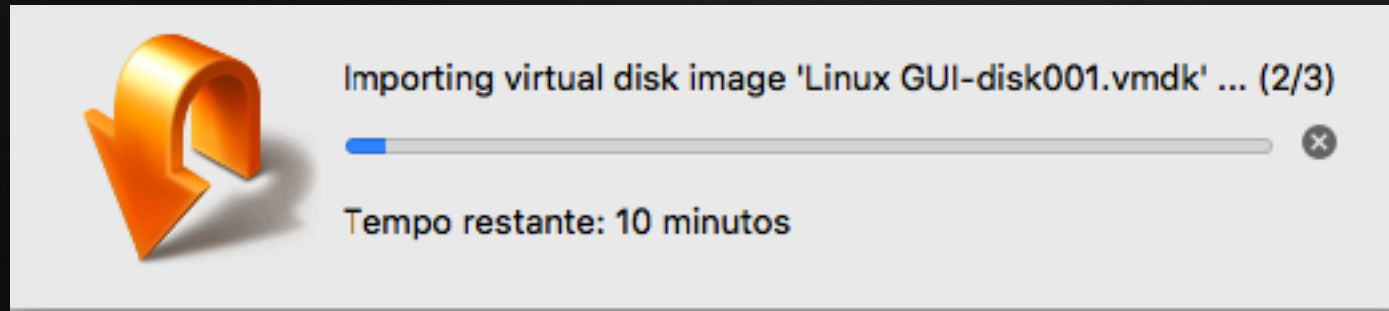 Importing virtual disk image 'Linux GUI-disk001.vmdk' ... (2/3)
Tempo restante: 10 minutos